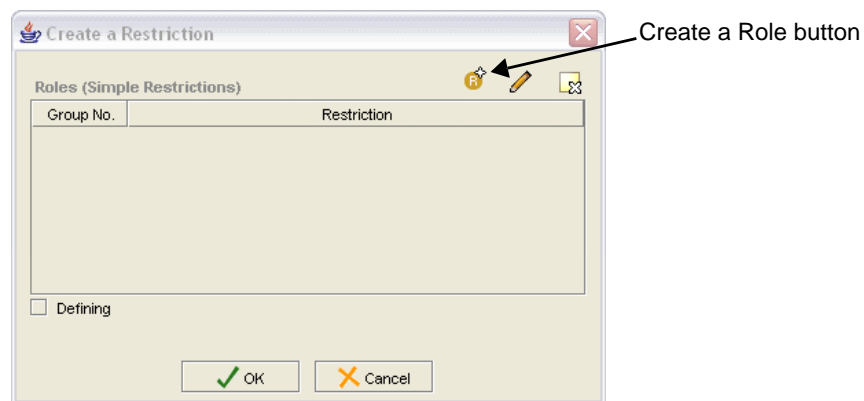 Create a Restriction
Create a Role button
R
Roles (Simple Restrictions)
Group No.
Restriction
Defining
OK
Cancel